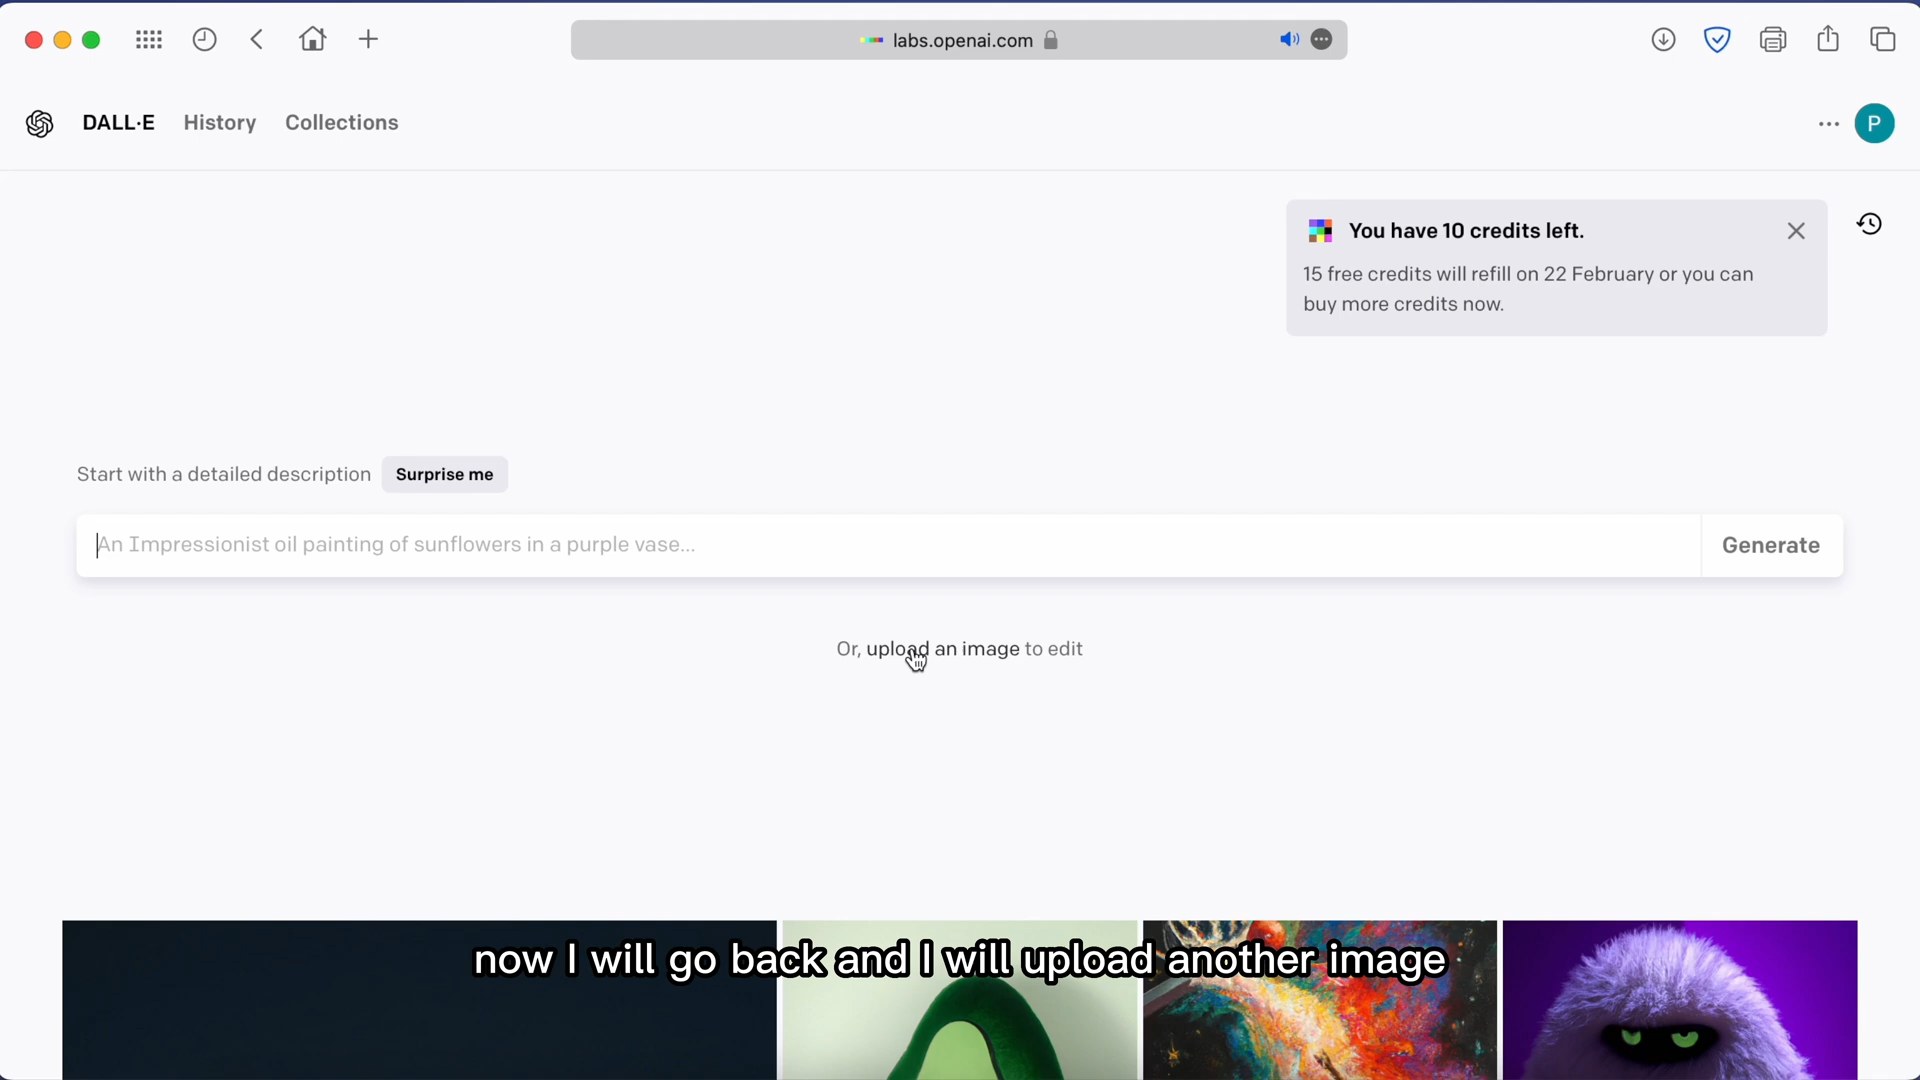 labs.openai.com
DALL·E History Collections
P
You have 10 credits left.
15 free credits will refill on 22 February or you can
buy more credits now.
Start with a detailed description Surprise me
An Impressionist oil painting of sunflowers in a purple vase...
Generate
Or, upload an image to edit
now I will go back and I will upload another image